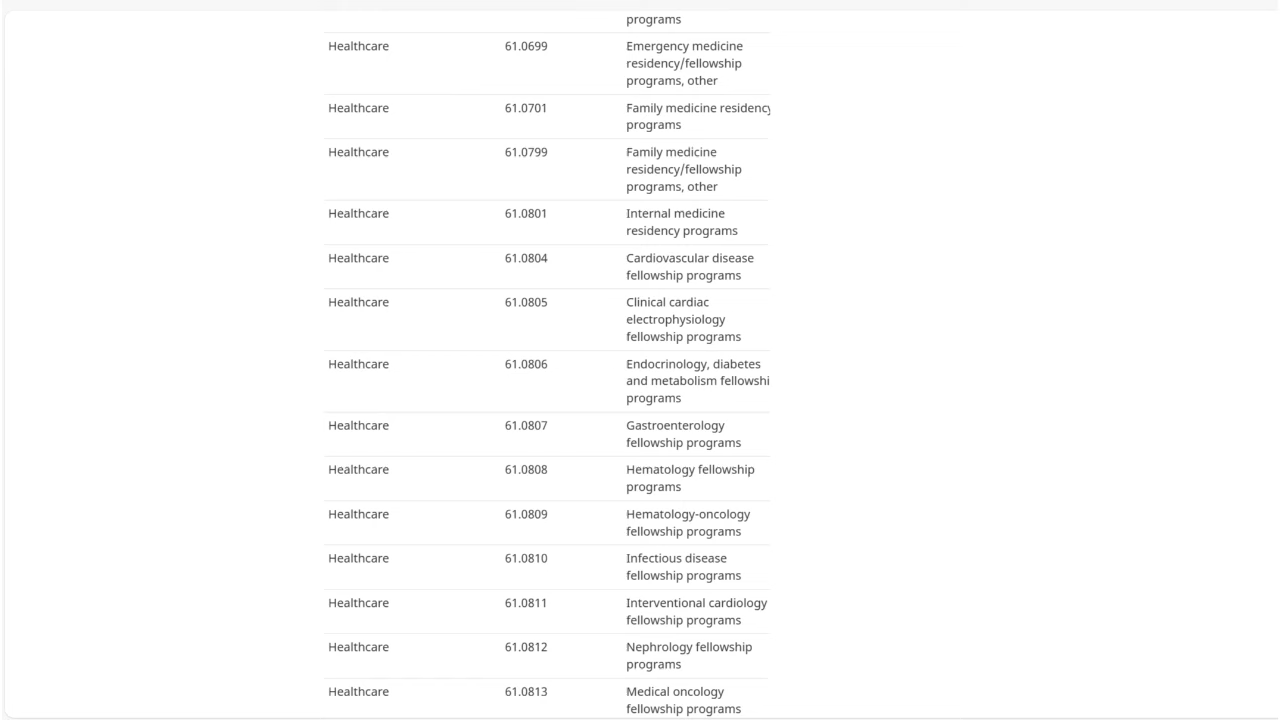 programs
Healthcare 61.0699 Emergency medicine
residency/fellowship
programs, other
Healthcare 61.0701 Family medicine residency
programs
Healthcare 61.0799 Family medicine
residency/fellowship
programs, other
Healthcare 61.0801 Internal medicine
residency programs
Healthcare 61.0804 Cardiovascular disease
fellowship programs
Healthcare 61.0805 Clinical cardiac
electrophysiology
fellowship programs
Healthcare 61.0806 Endocrinology, diabetes
and metabolism fellowshi
programs
Healthcare 61.0807 Gastroenterology
fellowship programs
Healthcare 61.0808 Hematology fellowship
programs
Healthcare 61.0809 Hematology-oncology
fellowship programs
Healthcare 61.0810 Infectious disease
fellowship programs
Healthcare 61.0811 Interventional cardiology
fellowship programs
Healthcare 61.0812 Nephrology fellowship
programs
Healthcare 61.0813 Medical oncology
fellowship programs